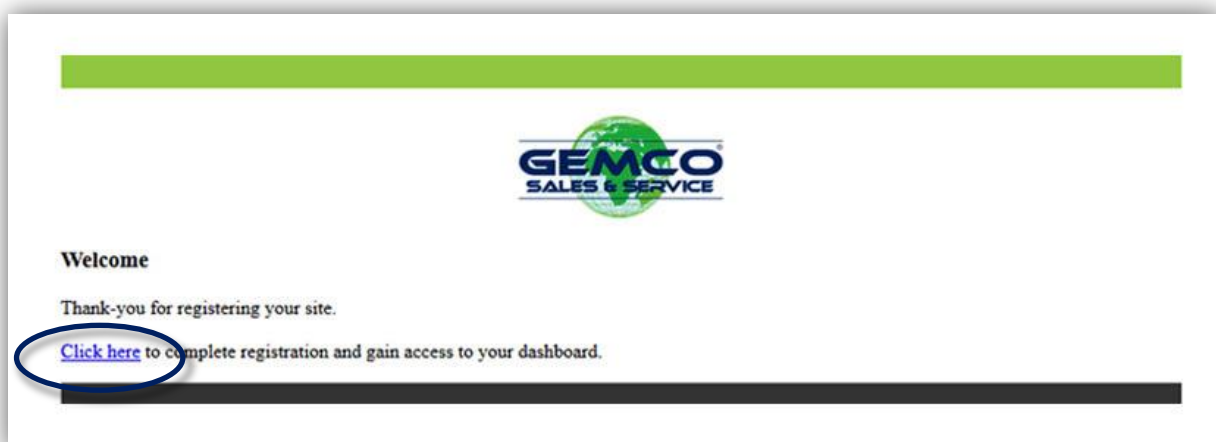 GEMCO
SALES & SERVICE
Welcome
Thank-you for registering your site.
Click here to complete registration and gain access to your dashboard.